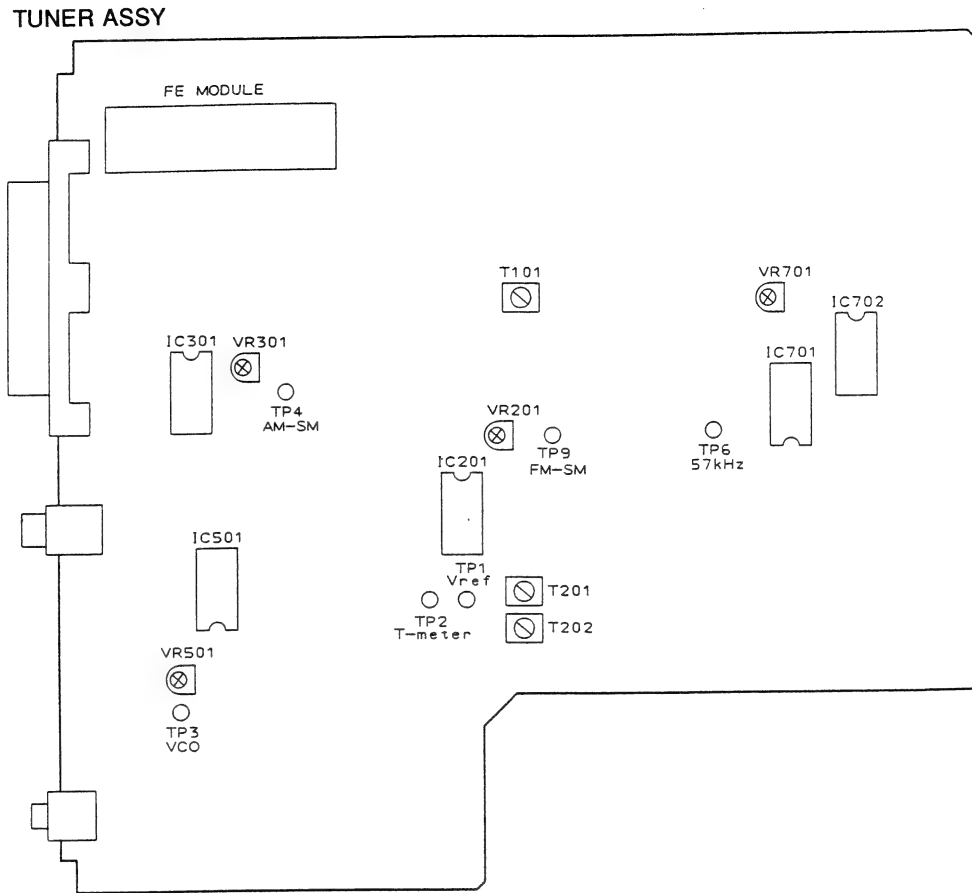 TUNER ASSY
FE MODULE
T101
VR701
IC702
IC301
VR301
IC701
TP4
AM-SM
VR201
TP9
FM-SM
TP6
57kHz
IC201
IC501
TP1
Vref
T201
TP2
T-meter
T202
VR501
TP3
VCO